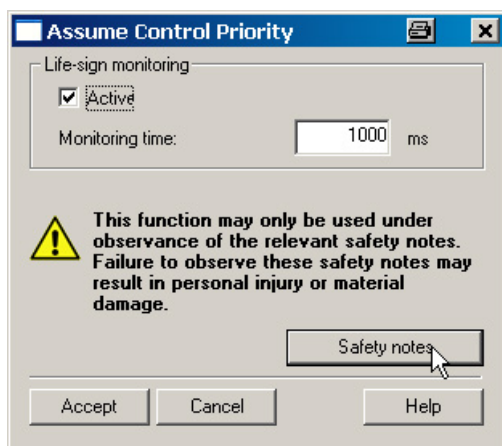 Assume Control Priority
Life-sign monitoring
Active
Monitoring time: 1000 ms
This function may only be used under
observance of the relevant safety notes.
Failure to observe these safety notes may
result in personal injury or material
damage.
Safety notes
Accept Cancel Help